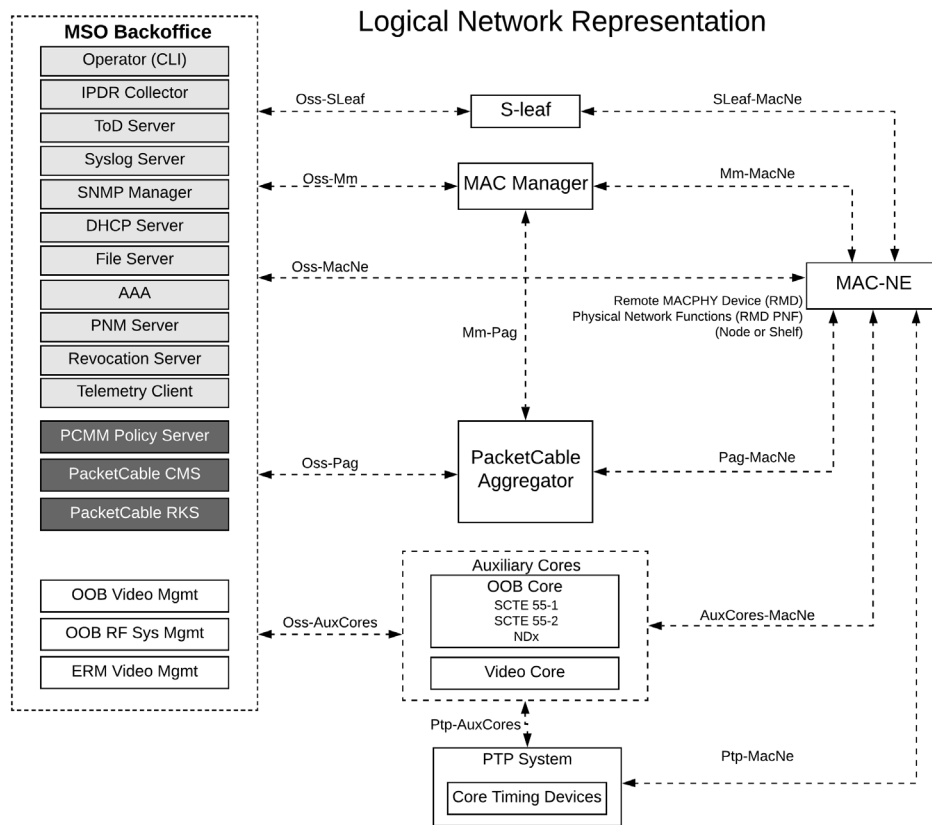 Logical Network Representation
MSO Backoffice
Operator (CLI)
IPDR Collector
ToD Server
Syslog Server
SNMP Manager
DHCP Server
File Server
AAA
PNM Server
Revocation Server
Telemetry Client
PCMM Policy Server
PacketCable CMS
PacketCable RKS
OOB Video Mgmt
OOB RF Sys Mgmt
ERM Video Mgmt
Oss-SLeaf
S-leaf
SLeaf-MacNe
Oss-Mm
MAC Manager
Mm-MacNe
Oss-MacNe
MAC-NE
Remote MACPHY Device (RMD)
Physical Network Functions (RMD PNF)
(Node or Shelf)
Mm-Pag
Oss-Pag
PacketCable
Aggregator
Pag-MacNe
Auxiliary Cores
OOB Core
SCTE 55-1
SCTE 55-2
NDx
Video Core
Oss-AuxCores
AuxCores-MacNe
Ptp-AuxCores
PTP System
Core Timing Devices
Ptp-MacNe